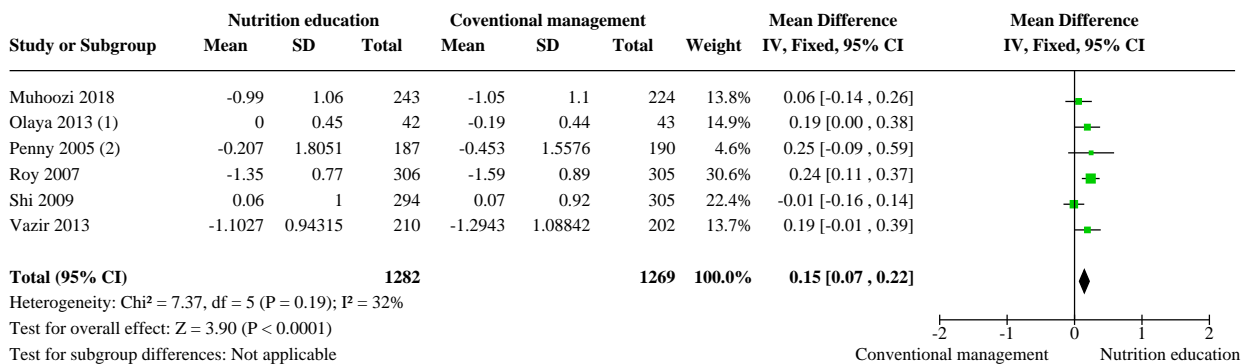 Nutrition education Coventional management Mean Difference Mean Difference
Study or Subgroup Mean SD Total Mean SD Total Weight IV, Fixed, 95% CI IV, Fixed, 95% CI
Muhoozi 2018 -0.99 1.06 243 -1.05 1.1 224 13.8% 0.06 [-0.14 , 0.26]
Olaya 2013 (1) 0 0.45 42 -0.19 0.44 43 14.9% 0.19 [0.00 , 0.38]
Penny 2005 (2) -0.207 1.8051 187 -0.453 1.5576 190 4.6% 0.25 [-0.09 , 0.59]
Roy 2007 -1.35 0.77 306 -1.59 0.89 305 30.6% 0.24 [0.11 , 0.37]
Shi 2009 0.06 1 294 0.07 0.92 305 22.4% -0.01 [-0.16 , 0.14]
Vazir 2013 -1.1027 0.94315 210 -1.2943 1.08842 202 13.7% 0.19 [-0.01 , 0.39]
Total (95% CI) 1282 1269 100.0% 0.15 [0.07 , 0.22]
Heterogeneity: Chi² = 7.37, df = 5 (P = 0.19); I² = 32%
Test for overall effect: Z = 3.90 (P < 0.0001)
-2 -1 0 1 2
Test for subgroup differences: Not applicable Conventional management Nutrition education